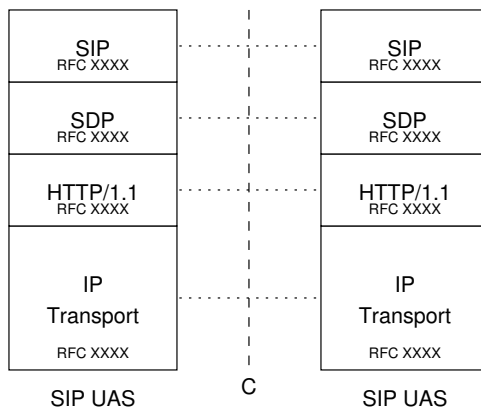 SIP
RFC XXXX
SDP
RFC XXXX
HTTP/1.1
RFC XXXX
IP
Transport
RFC XXXX
SIP UAS
C
SIP
RFC XXXX
SDP
RFC XXXX
HTTP/1.1
RFC XXXX
IP
Transport
RFC XXXX
SIP UAS